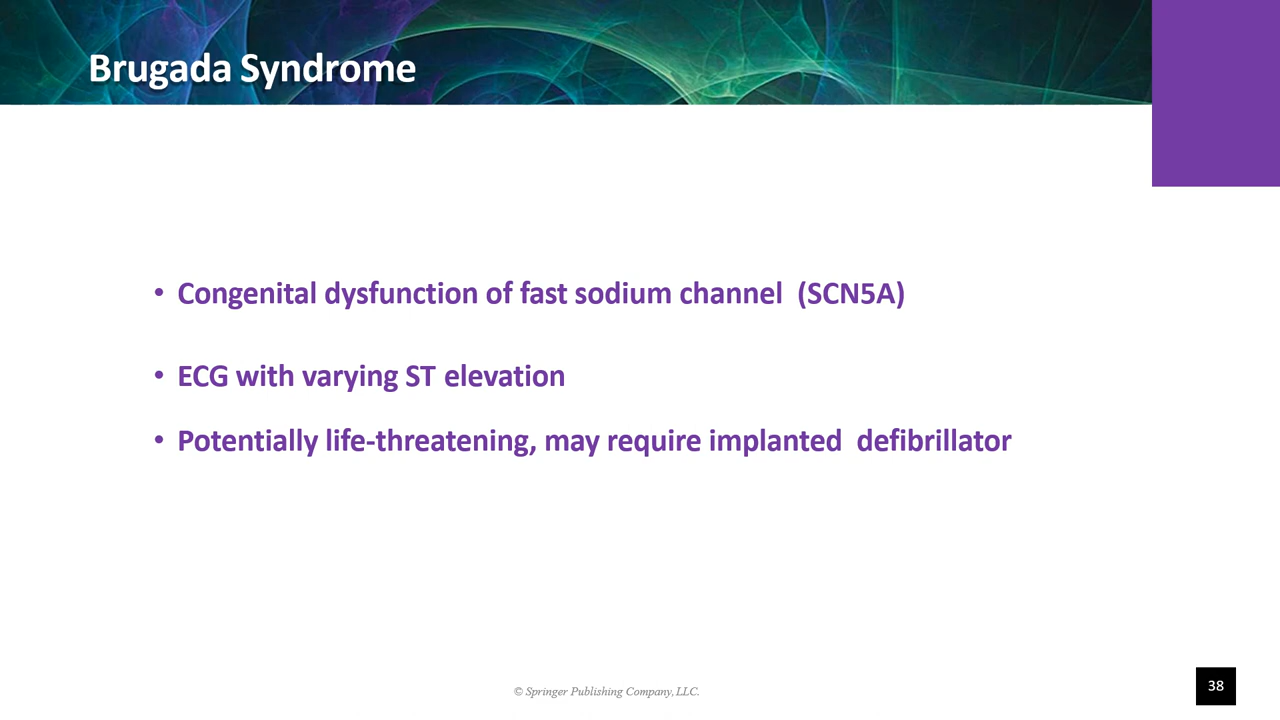 Brugada Syndrome
• Congenital dysfunction of fast sodium channel  (SCN5A)
• ECG with varying ST elevation
• Potentially life-threatening, may require implanted  defibrillator
© Springer Publishing Company, LLC.
38